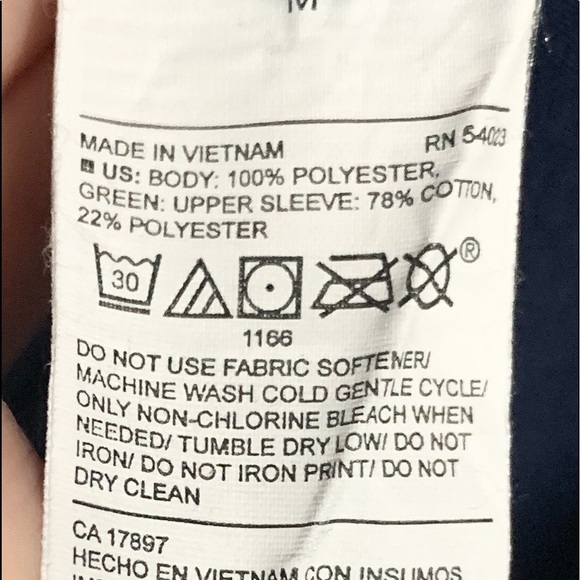 M
MADE IN VIETNAM RN 54023
US: BODY: 100% POLYESTER,
GREEN: UPPER SLEEVE: 78% COTTON,
22% POLYESTER
30
®
1166
DO NOT USE FABRIC SOFTENER/
MACHINE WASH COLD GENTLE CYCLE/
ONLY NON-CHLORINE BLEACH WHEN
NEEDED/ TUMBLE DRY LOW/ DO NOT
IRON/ DO NOT IRON PRINT/ DO NOT
DRY CLEAN
CA 17897
HECHO EN VIETNAM CON INSUMOS